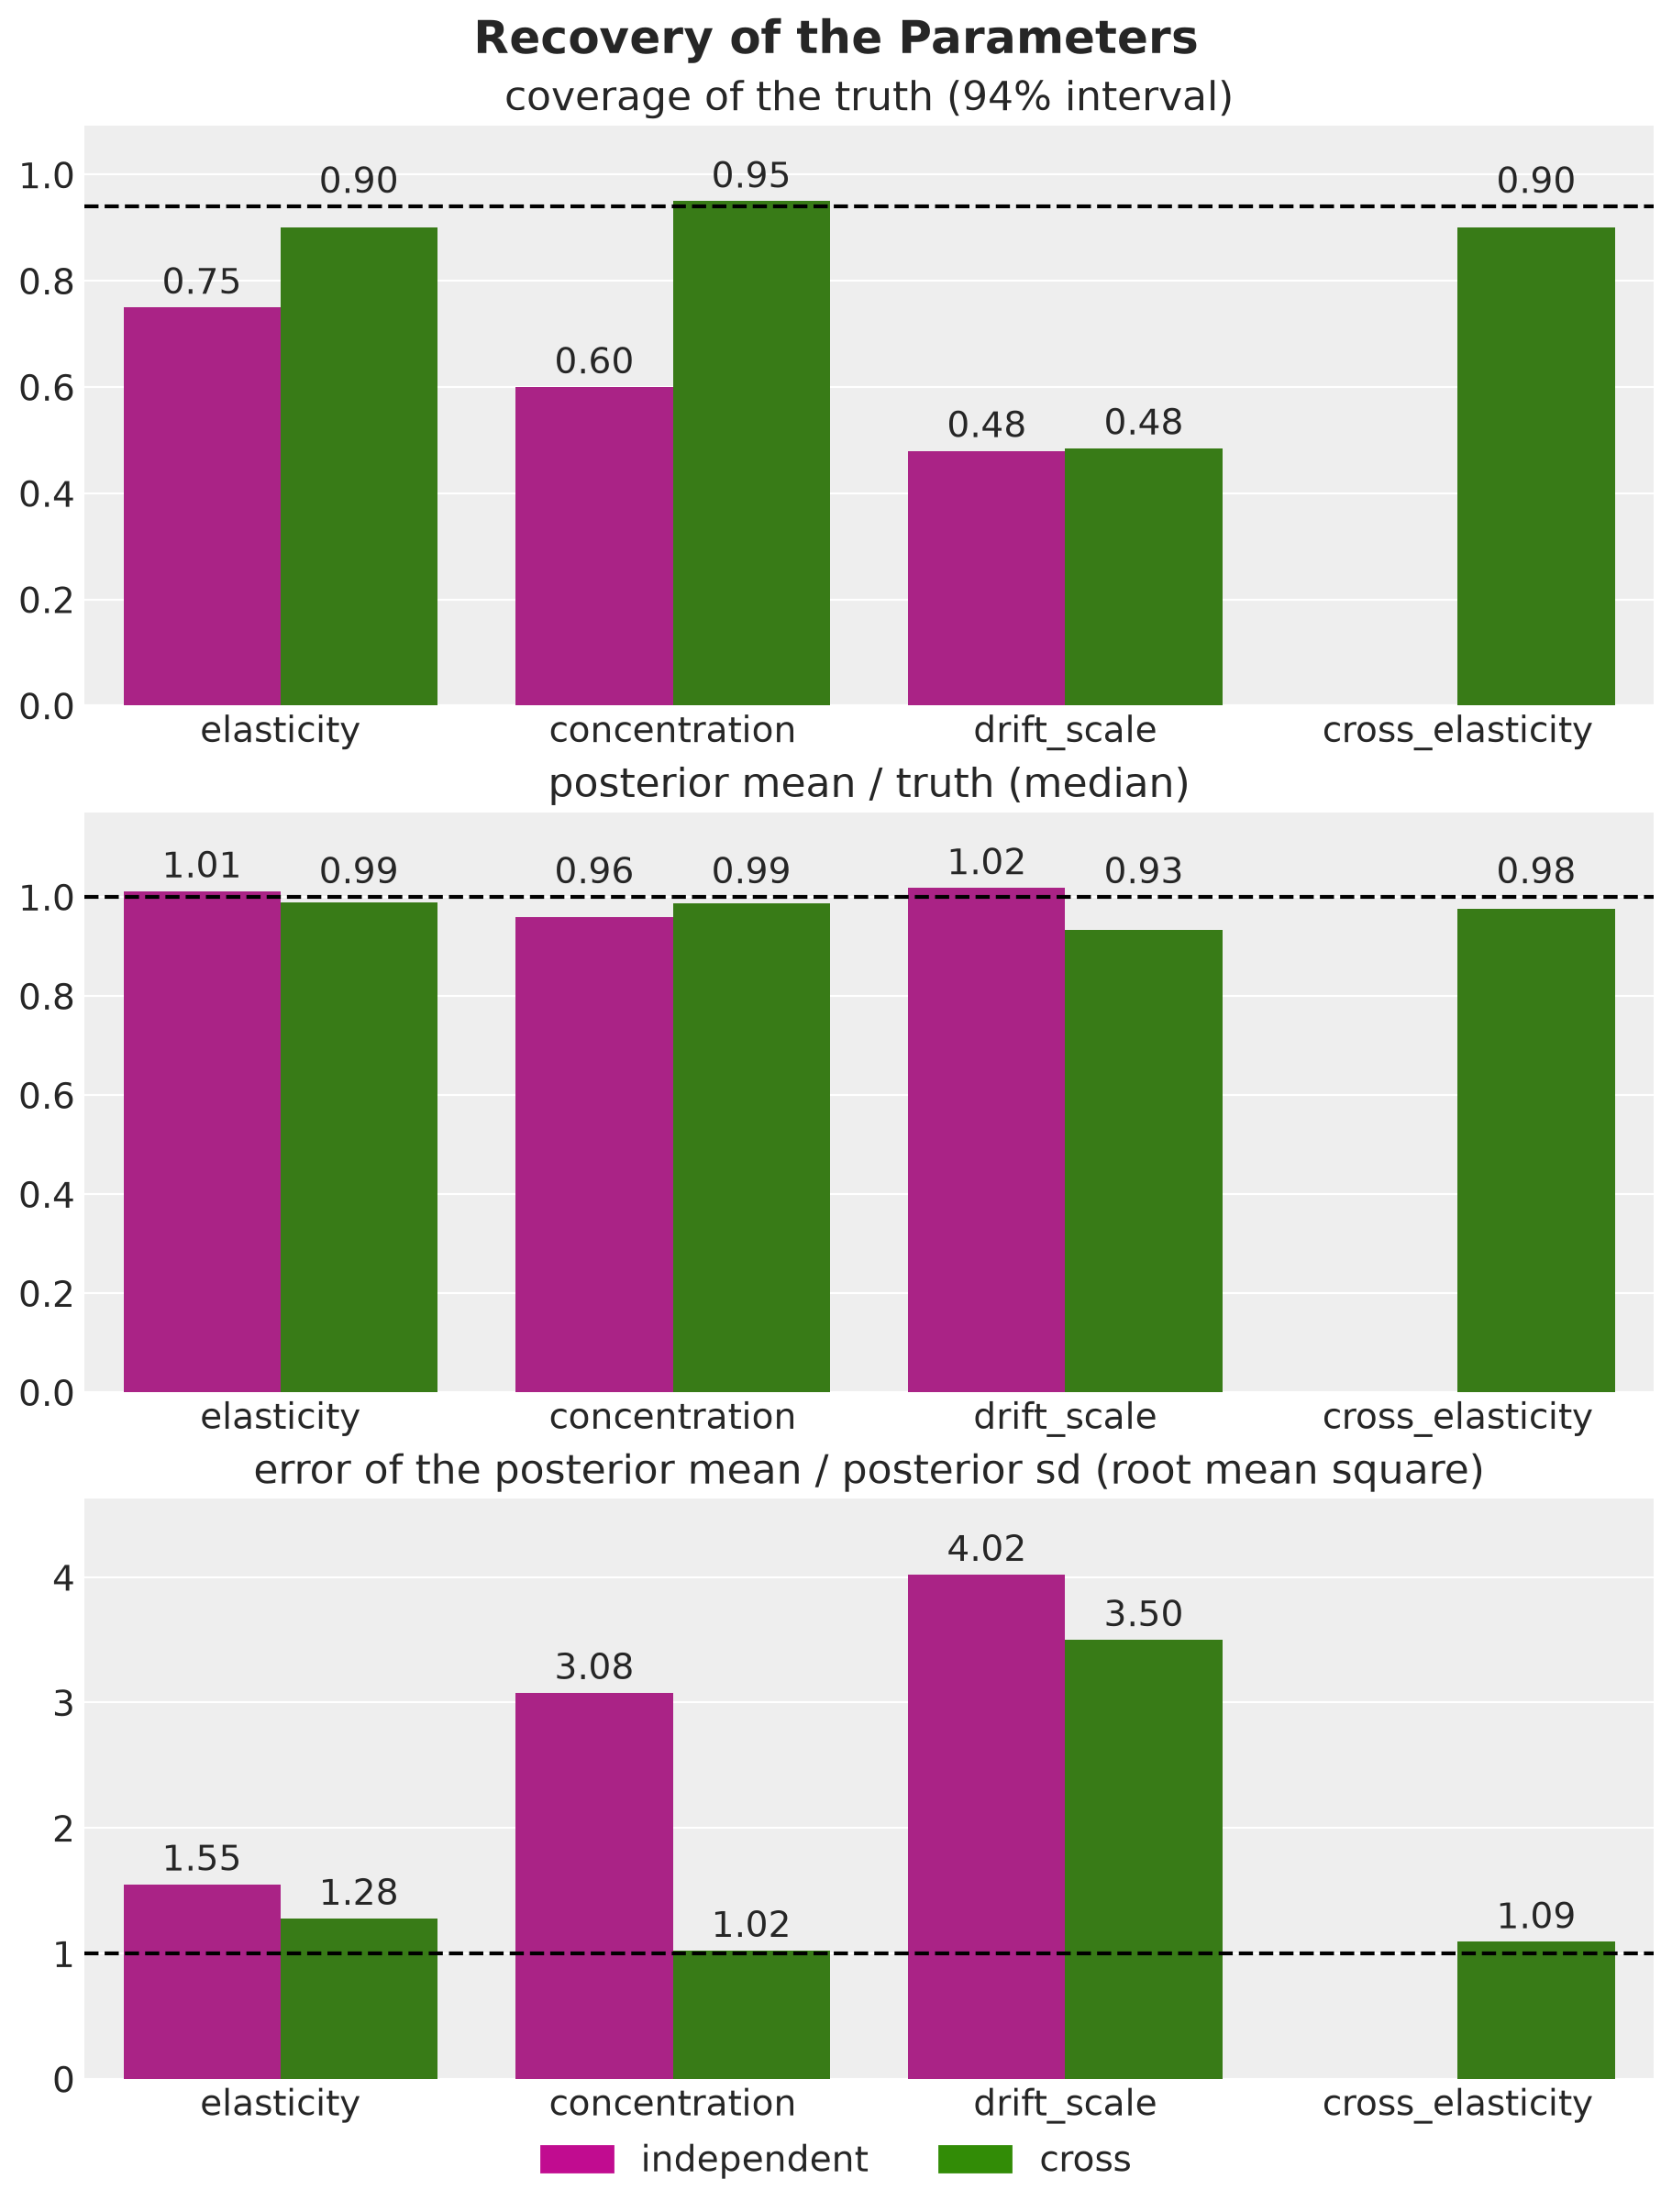 Recovery of the Parameters
coverage of the truth (94% interval)
1.0
0.8
0.6
0.4
0.2
0.0
0.75
0.90
0.60
0.95
0.48
0.48
0.90
elasticity
concentration
drift_scale
cross_elasticity
posterior mean / truth (median)
1.0
0.8
0.6
0.4
0.2
0.0
1.01
0.99
0.96
0.99
1.02
0.93
0.98
elasticity
concentration
drift_scale
cross_elasticity
error of the posterior mean / posterior sd (root mean square)
4
3
2
1
0
1.55
1.28
3.08
1.02
4.02
3.50
1.09
elasticity
concentration
drift_scale
cross_elasticity
independent
cross